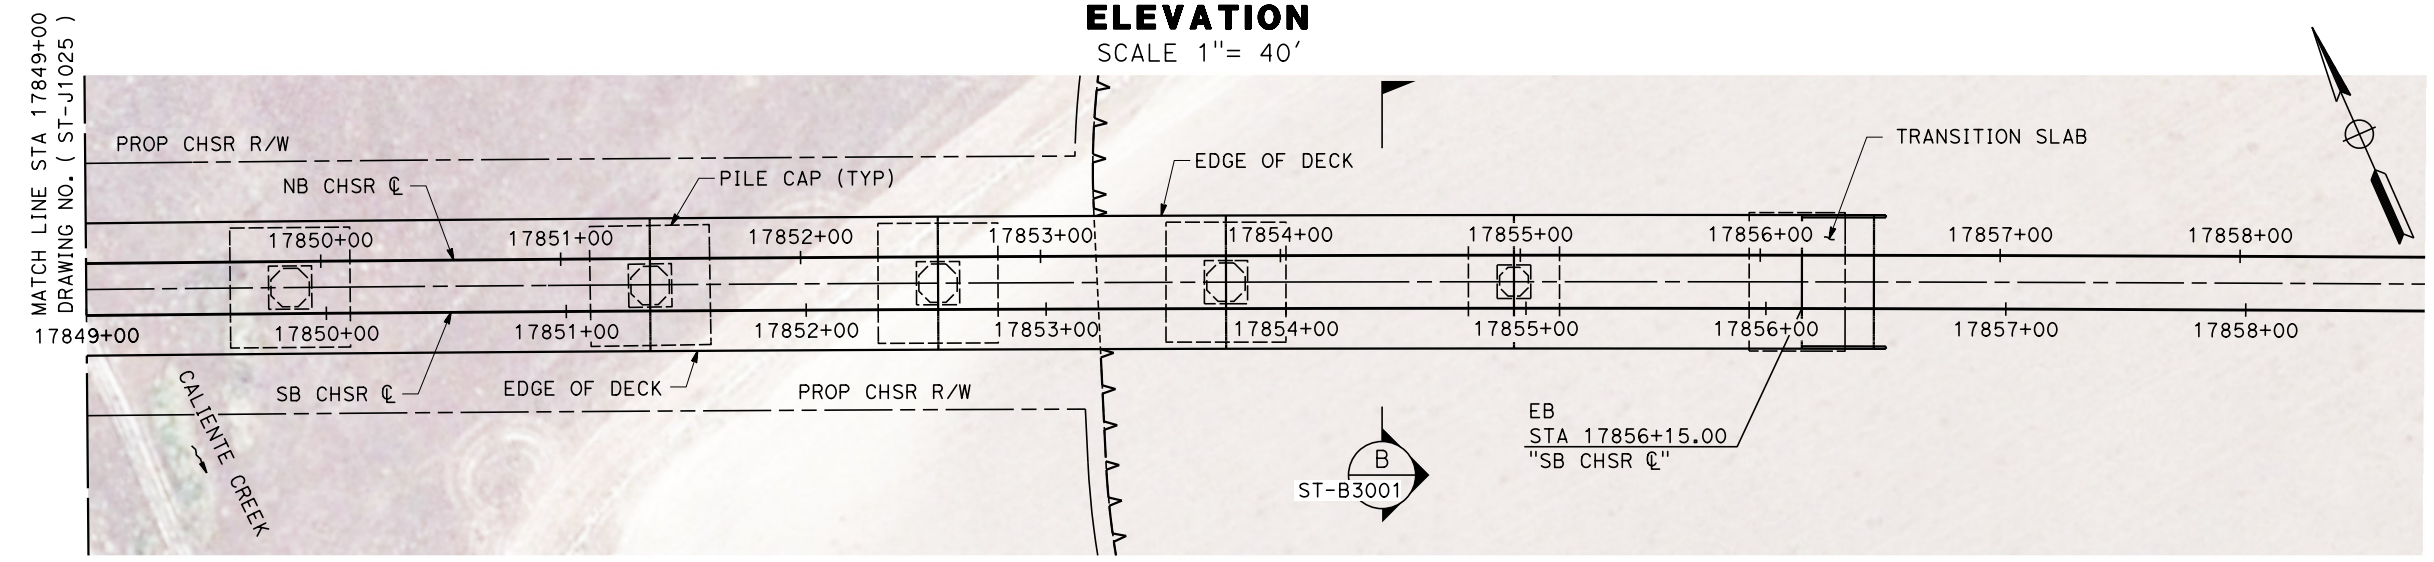 ELEVATION
SCALE 1"= 40'
MATCH LINE STA 17849+00
DRAWING NO. ( ST-J1025 )
PROP CHSR R/W
NB CHSR ℄
PILE CAP (TYP)
EDGE OF DECK
TRANSITION SLAB
17850+00
17851+00
17852+00
17853+00
17854+00
17855+00
17856+00
17857+00
17858+00
17849+00
17850+00
17851+00
17852+00
17853+00
17854+00
17855+00
17856+00
17857+00
17858+00
SB CHSR ℄
EDGE OF DECK
PROP CHSR R/W
CALIENTE CREEK
EB
STA 17856+15.00
"SB CHSR ℄"
B
ST-B3001